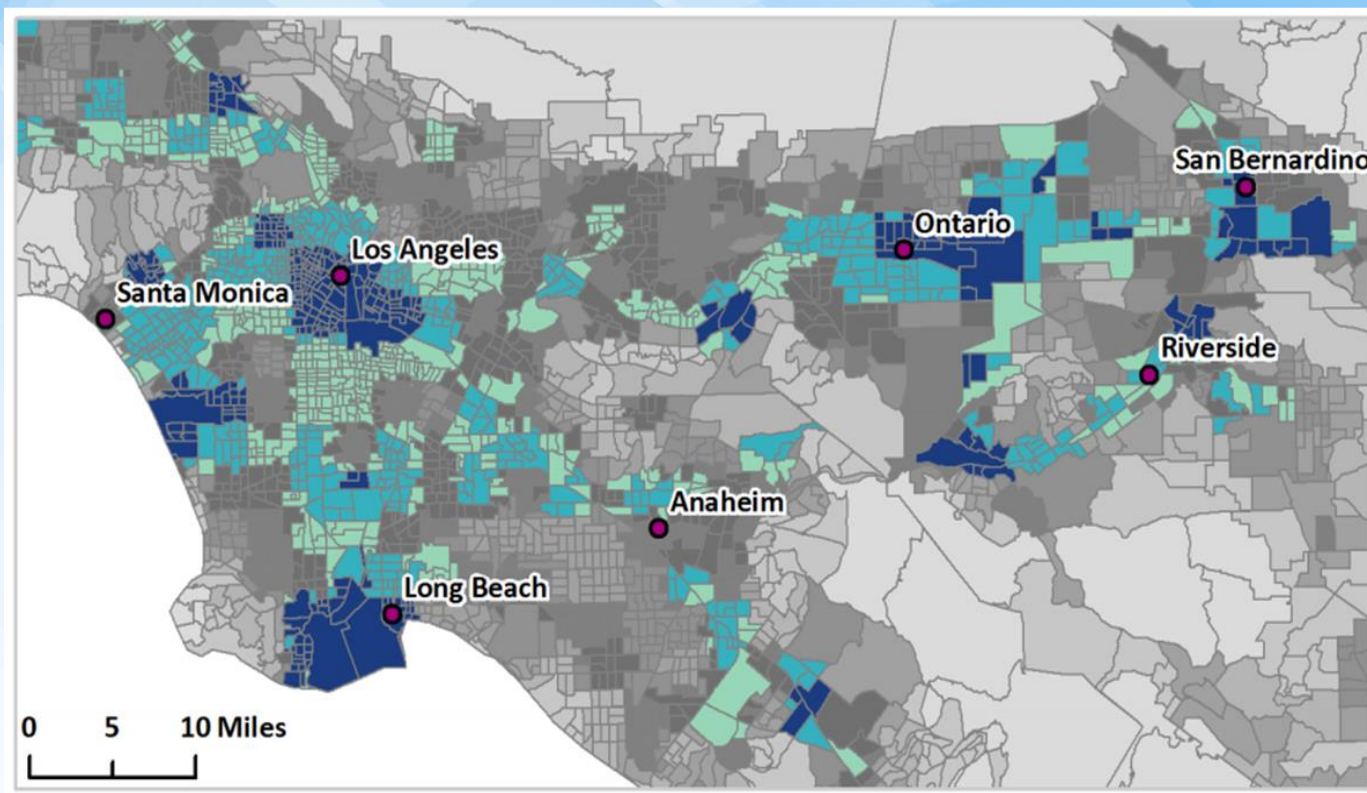 San Bernardino
Ontario
Los Angeles
Santa Monica
Riverside
Anaheim
Long Beach
0 5 10 Miles